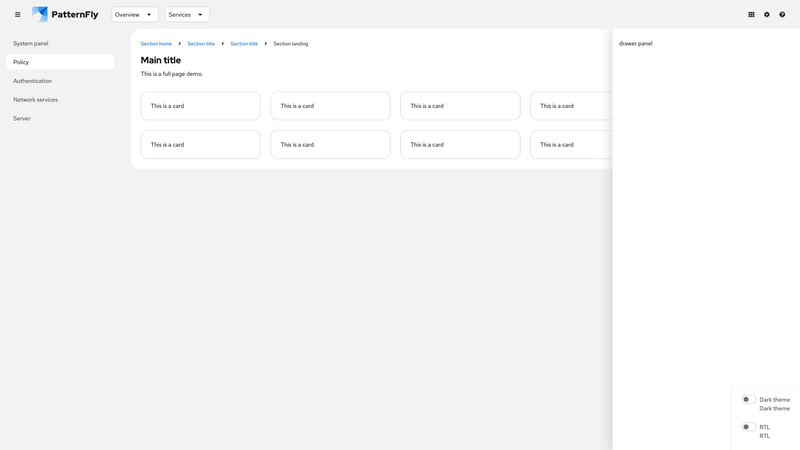 PatternFly
Overview
Services
System panel
Policy
Authentication
Network services
Server
Section home
Section title
Section title
Section landing
Main title
This is a full page demo.
This is a card
This is a card
This is a card
This is a card
This is a card
This is a card
This is a card
This is a card
drawer panel
Dark theme
Dark theme
RTL
RTL